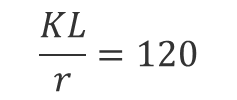 KL/r = 120